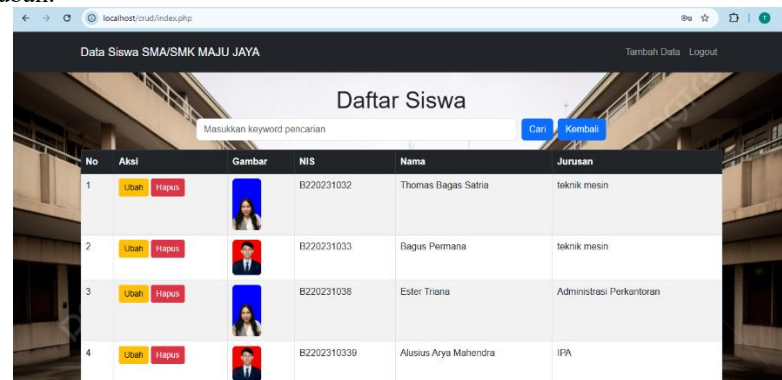 localhost/crud/index.php
Data Siswa SMA/SMK MAJU JAYA Tambah Data Logout
Daftar Siswa
Masukkan keyword pencarian Cari Kembali
No Aksi Gambar NIS Nama Jurusan
1 Ubah Hapus B220231032 Thomas Bagas Satria teknik mesin
2 Ubah Hapus B220231033 Bagus Permana teknik mesin
3 Ubah Hapus B220231038 Ester Triana Administrasi Perkantoran
4 Ubah Hapus B2202310339 Alusius Arya Mahendra IPA